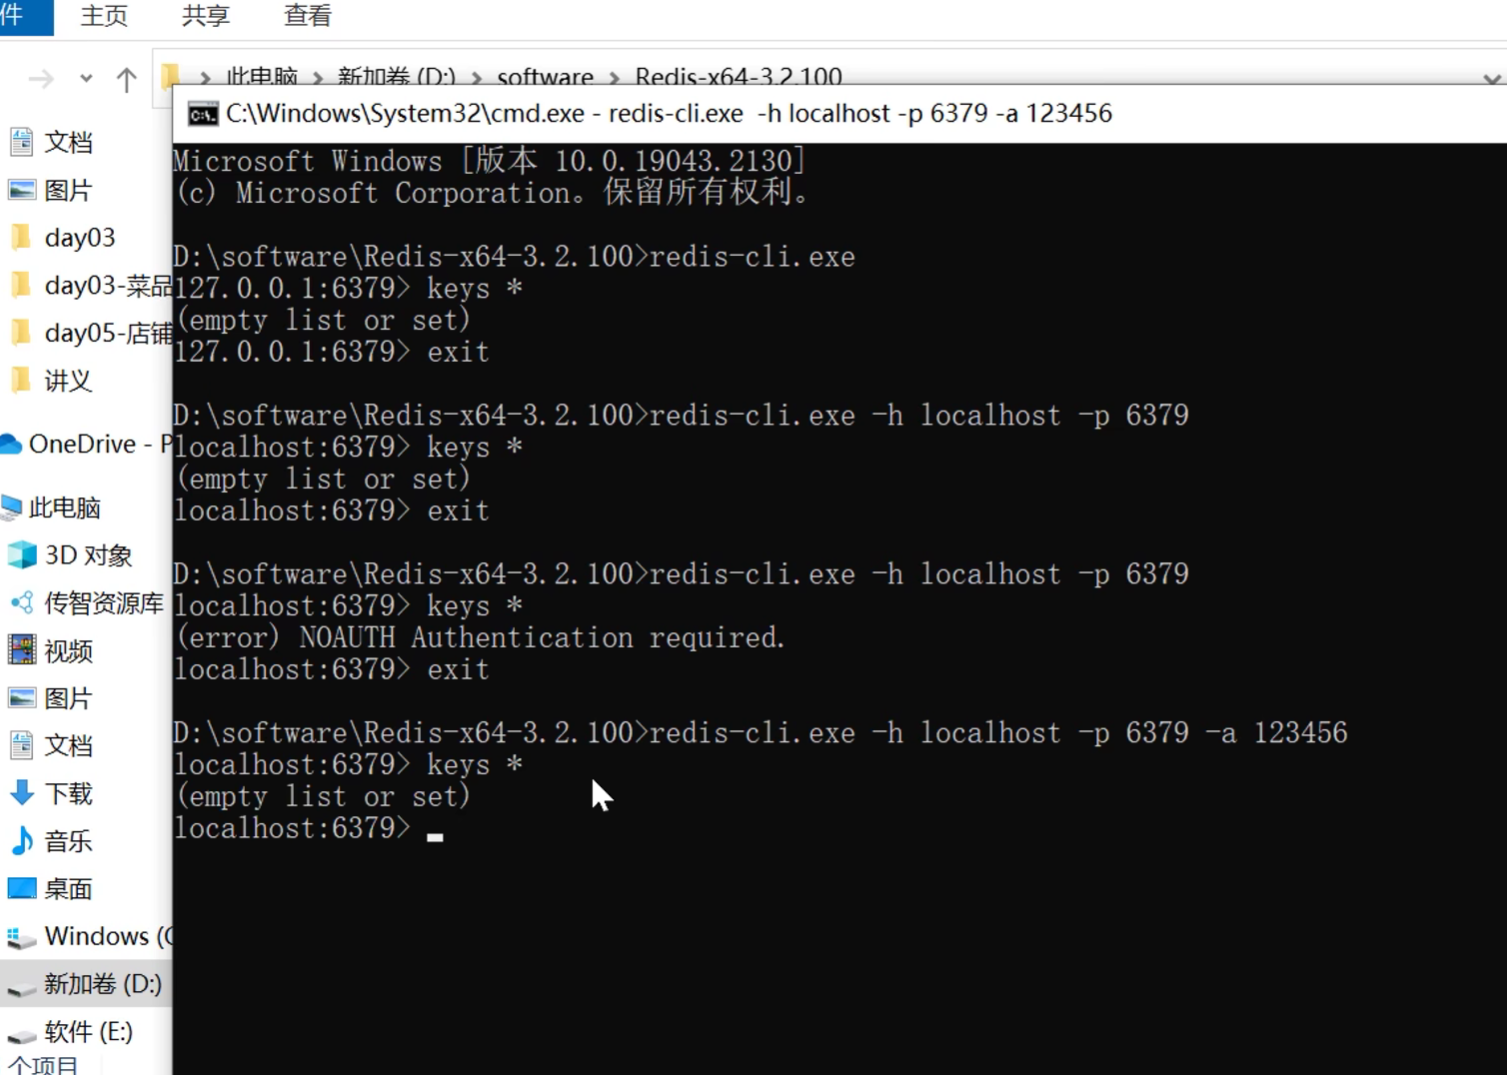 件 主页 共享 查看
此电脑 > 新加卷 (D:) > software > Redis-x64-3.2.100
C:\Windows\System32\cmd.exe - redis-cli.exe  -h localhost -p 6379 -a 123456
文档
图片
day03
day03-菜品
day05-店铺
讲义
OneDrive - P
此电脑
3D 对象
传智资源库
视频
图片
文档
下载
音乐
桌面
Windows (C
新加卷 (D:)
软件 (E:)
个项目
Microsoft Windows [版本 10.0.19043.2130]
(c) Microsoft Corporation。保留所有权利。
D:\software\Redis-x64-3.2.100>redis-cli.exe
127.0.0.1:6379> keys *
(empty list or set)
127.0.0.1:6379> exit
D:\software\Redis-x64-3.2.100>redis-cli.exe -h localhost -p 6379
localhost:6379> keys *
(empty list or set)
localhost:6379> exit
D:\software\Redis-x64-3.2.100>redis-cli.exe -h localhost -p 6379
localhost:6379> keys *
(error) NOAUTH Authentication required.
localhost:6379> exit
D:\software\Redis-x64-3.2.100>redis-cli.exe -h localhost -p 6379 -a 123456
localhost:6379> keys *
(empty list or set)
localhost:6379>